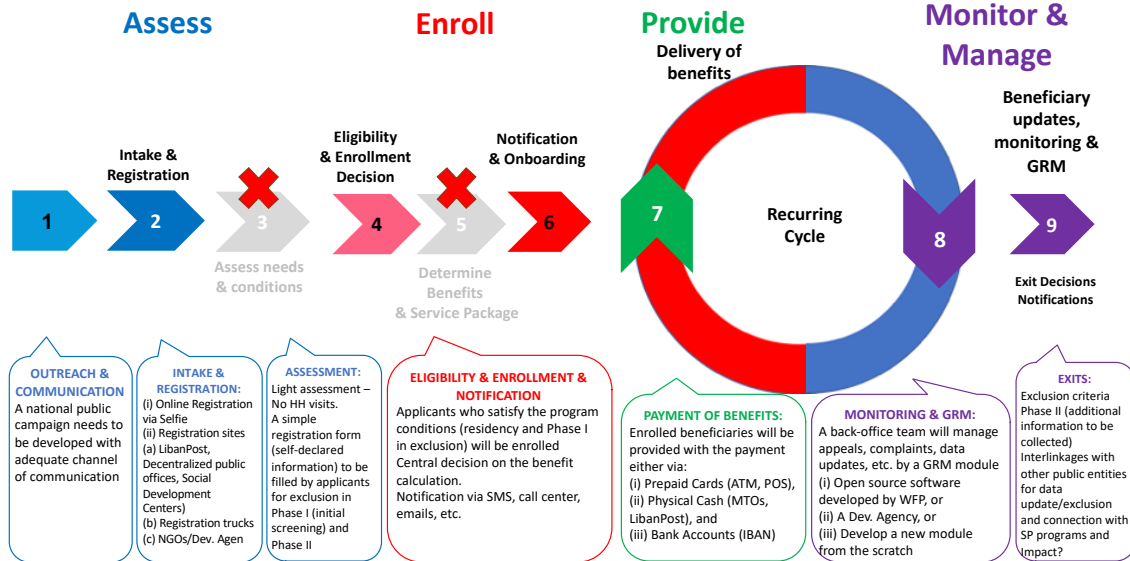 Assess
Enroll
Provide
Monitor &
Manage
Delivery of
benefits
Beneficiary
updates,
monitoring &
GRM
Intake &
Registration
Eligibility
& Enrollment
Decision
Notification
& Onboarding
1
2
3
4
5
6
7
Recurring
Cycle
8
9
Assess needs
& conditions
Determine
Benefits
& Service Package
Exit Decisions
Notifications
OUTREACH &
COMMUNICATION
A national public
campaign needs to
be developed with
adequate channel
of communication
INTAKE &
REGISTRATION:
(i) Online Registration
via Selfie
(ii) Registration sites
(a) LibanPost,
Decentralized public
offices, Social
Development
Centers)
(b) Registration trucks
(c) NGOs/Dev. Agen
ASSESSMENT:
Light assessment –
No HH visits.
A simple
registration form
(self-declared
information) to be
filled by applicants
for exclusion in
Phase I (initial
screening) and
Phase II
ELIGIBILITY & ENROLLMENT &
NOTIFICATION
Applicants who satisfy the program
conditions (residency and Phase I
in exclusion) will be enrolled
Central decision on the benefit
calculation.
Notification via SMS, call center,
emails, etc.
PAYMENT OF BENEFITS:
Enrolled beneficiaries will be
provided with the payment
either via:
(i) Prepaid Cards (ATM, POS),
(ii) Physical Cash (MTOs,
LibanPost), and
(iii) Bank Accounts (IBAN)
MONITORING & GRM:
A back-office team will manage
appeals, complaints, data
updates, etc. by a GRM module
(i) Open source software
developed by WFP, or
(ii) A Dev. Agency, or
(iii) Develop a new module
from the scratch
EXITS:
Exclusion criteria
Phase II (additional
information to be
collected)
Interlinkages with
other public entities
for data
update/exclusion
and connection with
SP programs and
Impact?